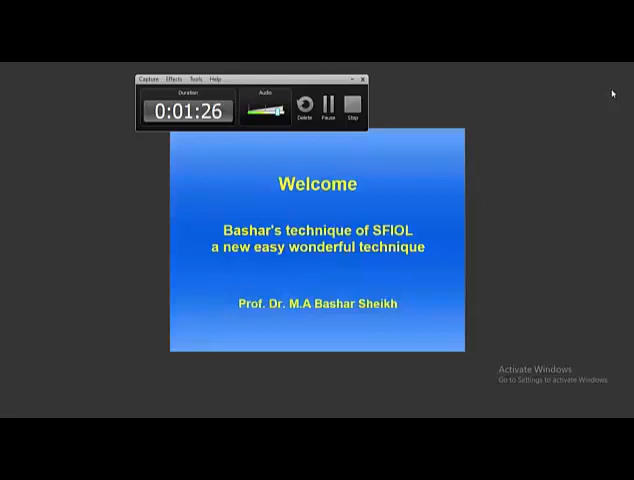 Capture Effects Tools Help
Duration
Audio
0:01:26
Delete
Pause
Stop
Welcome
Bashar's technique of SFIOL
a new easy wonderful technique
Prof. Dr. M.A Bashar Sheikh
Activate Windows
Go to Settings to activate Windows.